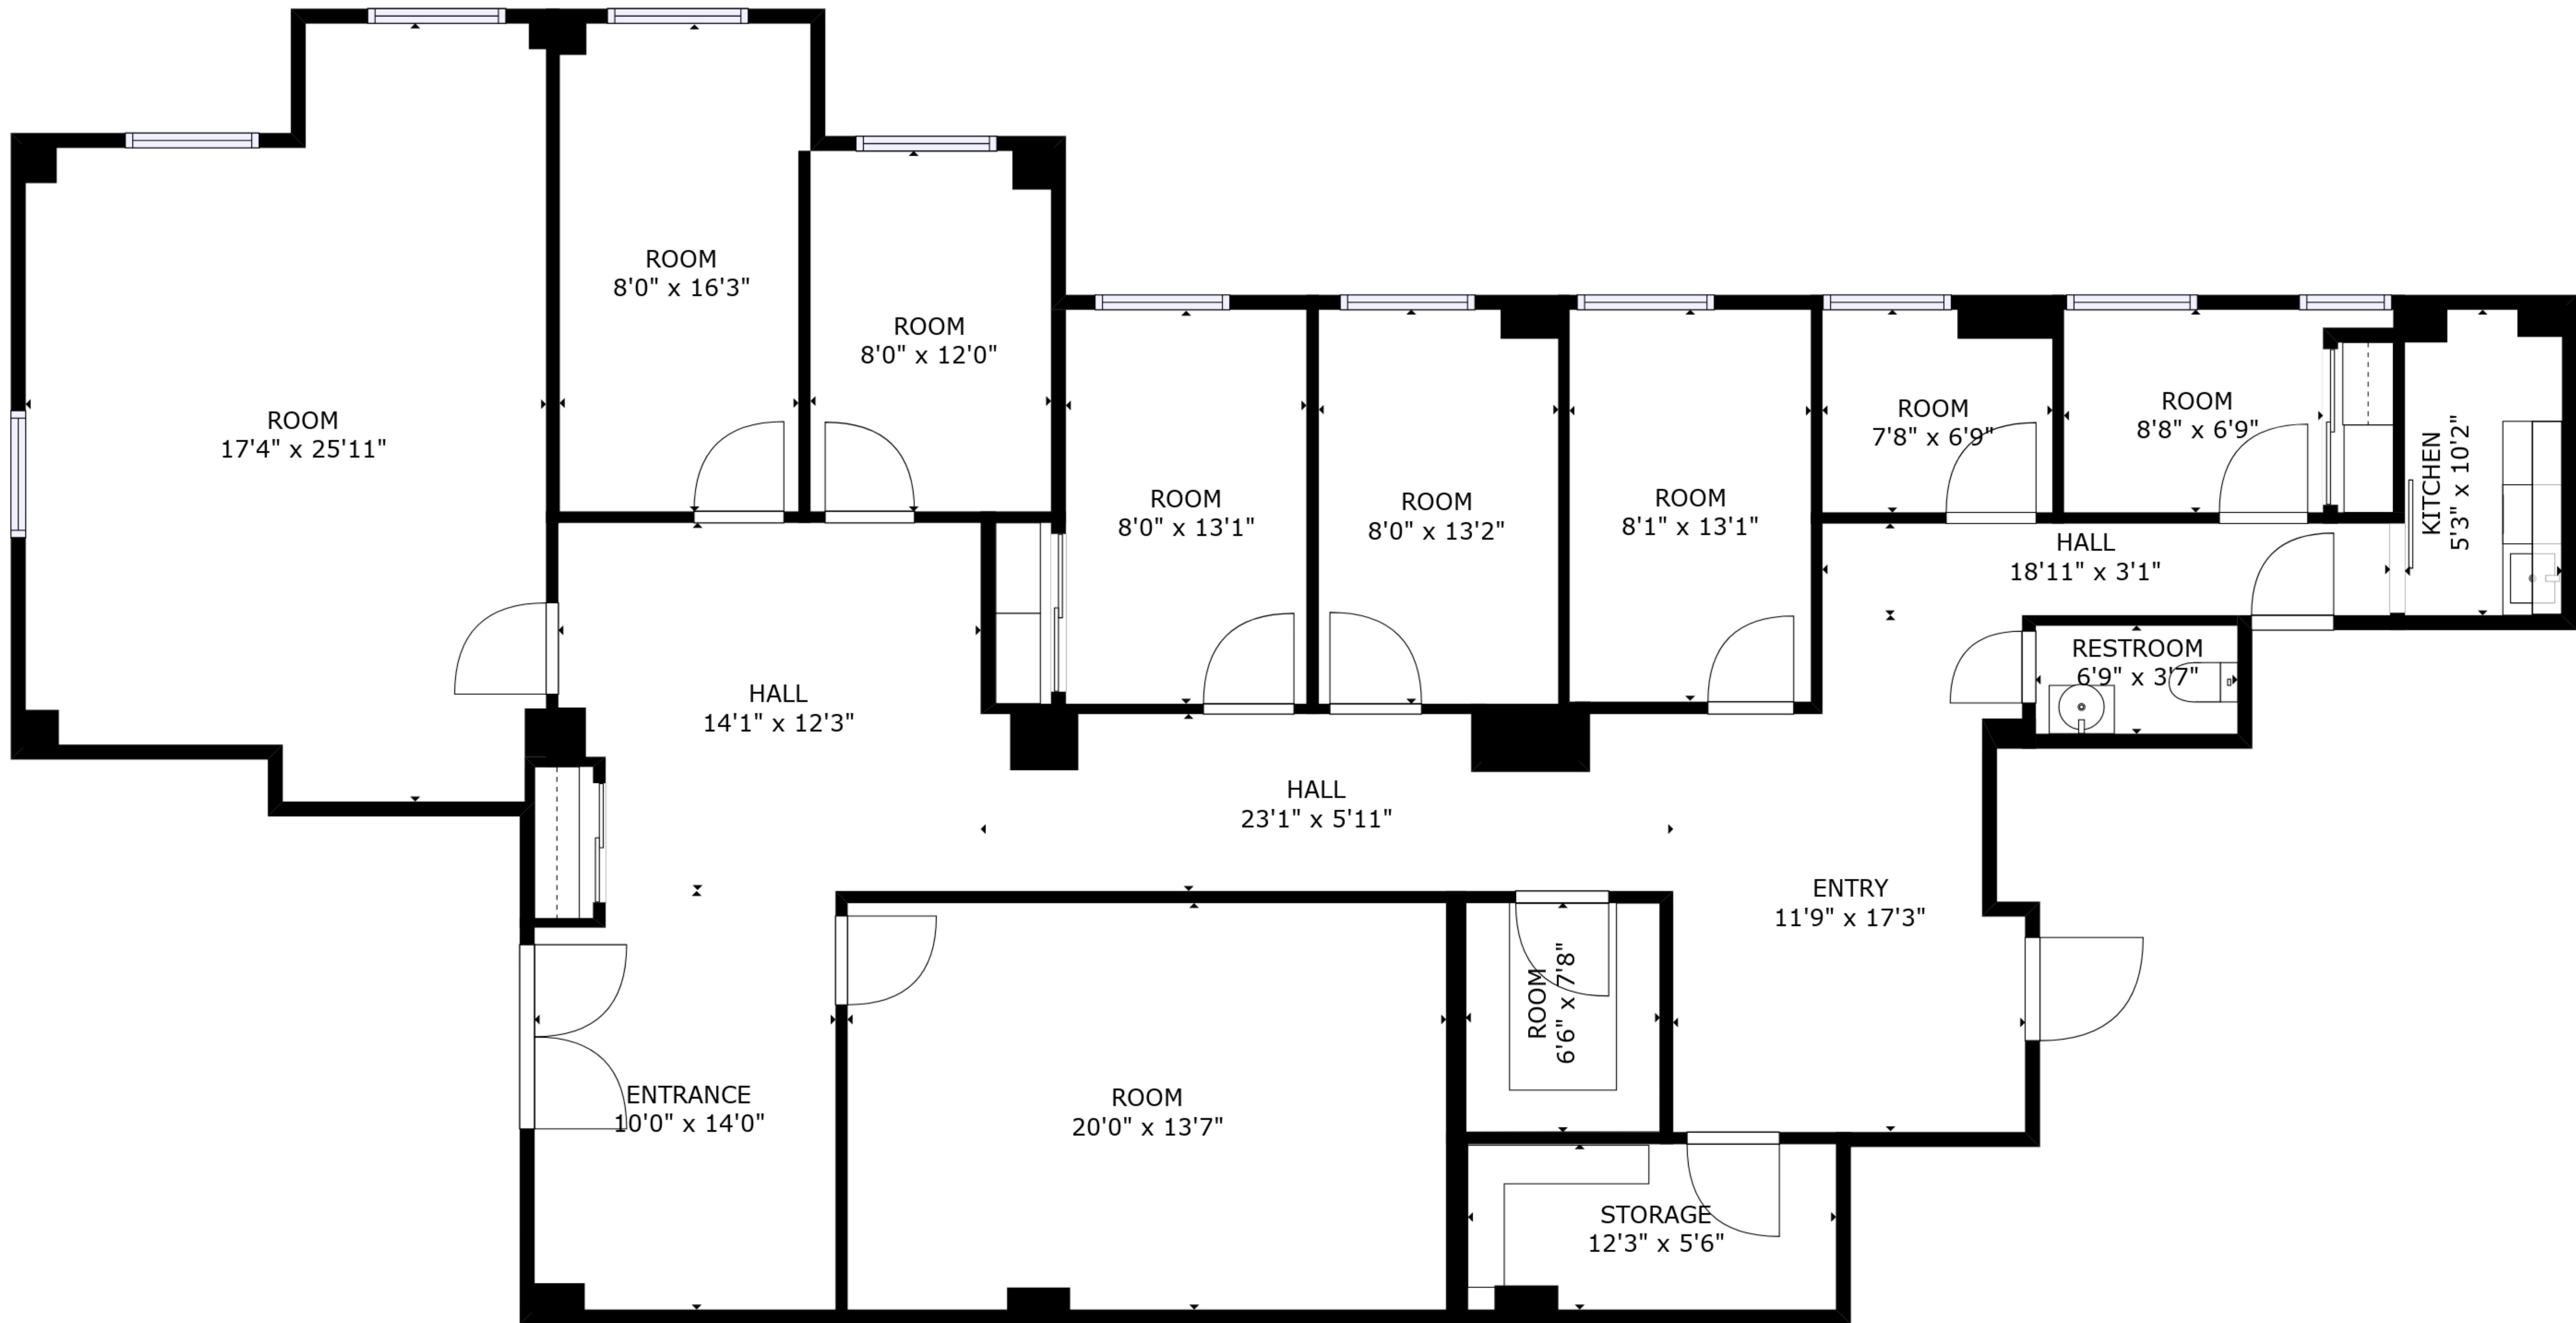 ROOM
17'4" x 25'11"
ROOM
8'0" x 16'3"
ROOM
8'0" x 12'0"
ROOM
8'0" x 13'1"
ROOM
8'0" x 13'2"
ROOM
8'1" x 13'1"
ROOM
7'8" x 6'9"
ROOM
8'8" x 6'9"
KITCHEN
5'3" x 10'2"
HALL
18'11" x 3'1"
RESTROOM
6'9" x 3'7"
HALL
14'1" x 12'3"
HALL
23'1" x 5'11"
ENTRY
11'9" x 17'3"
ROOM
6'6" x 7'8"
ENTRANCE
10'0" x 14'0"
ROOM
20'0" x 13'7"
STORAGE
12'3" x 5'6"